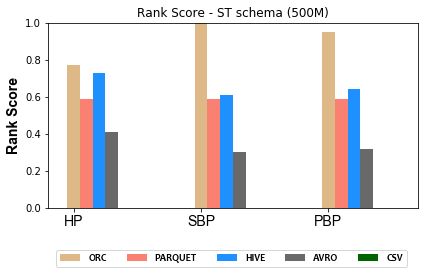 Rank Score - ST schema (500M)
Rank Score
1.0
0.8
0.6
0.4
0.2
0.0
HP SBP PBP
ORC PARQUET HIVE AVRO CSV